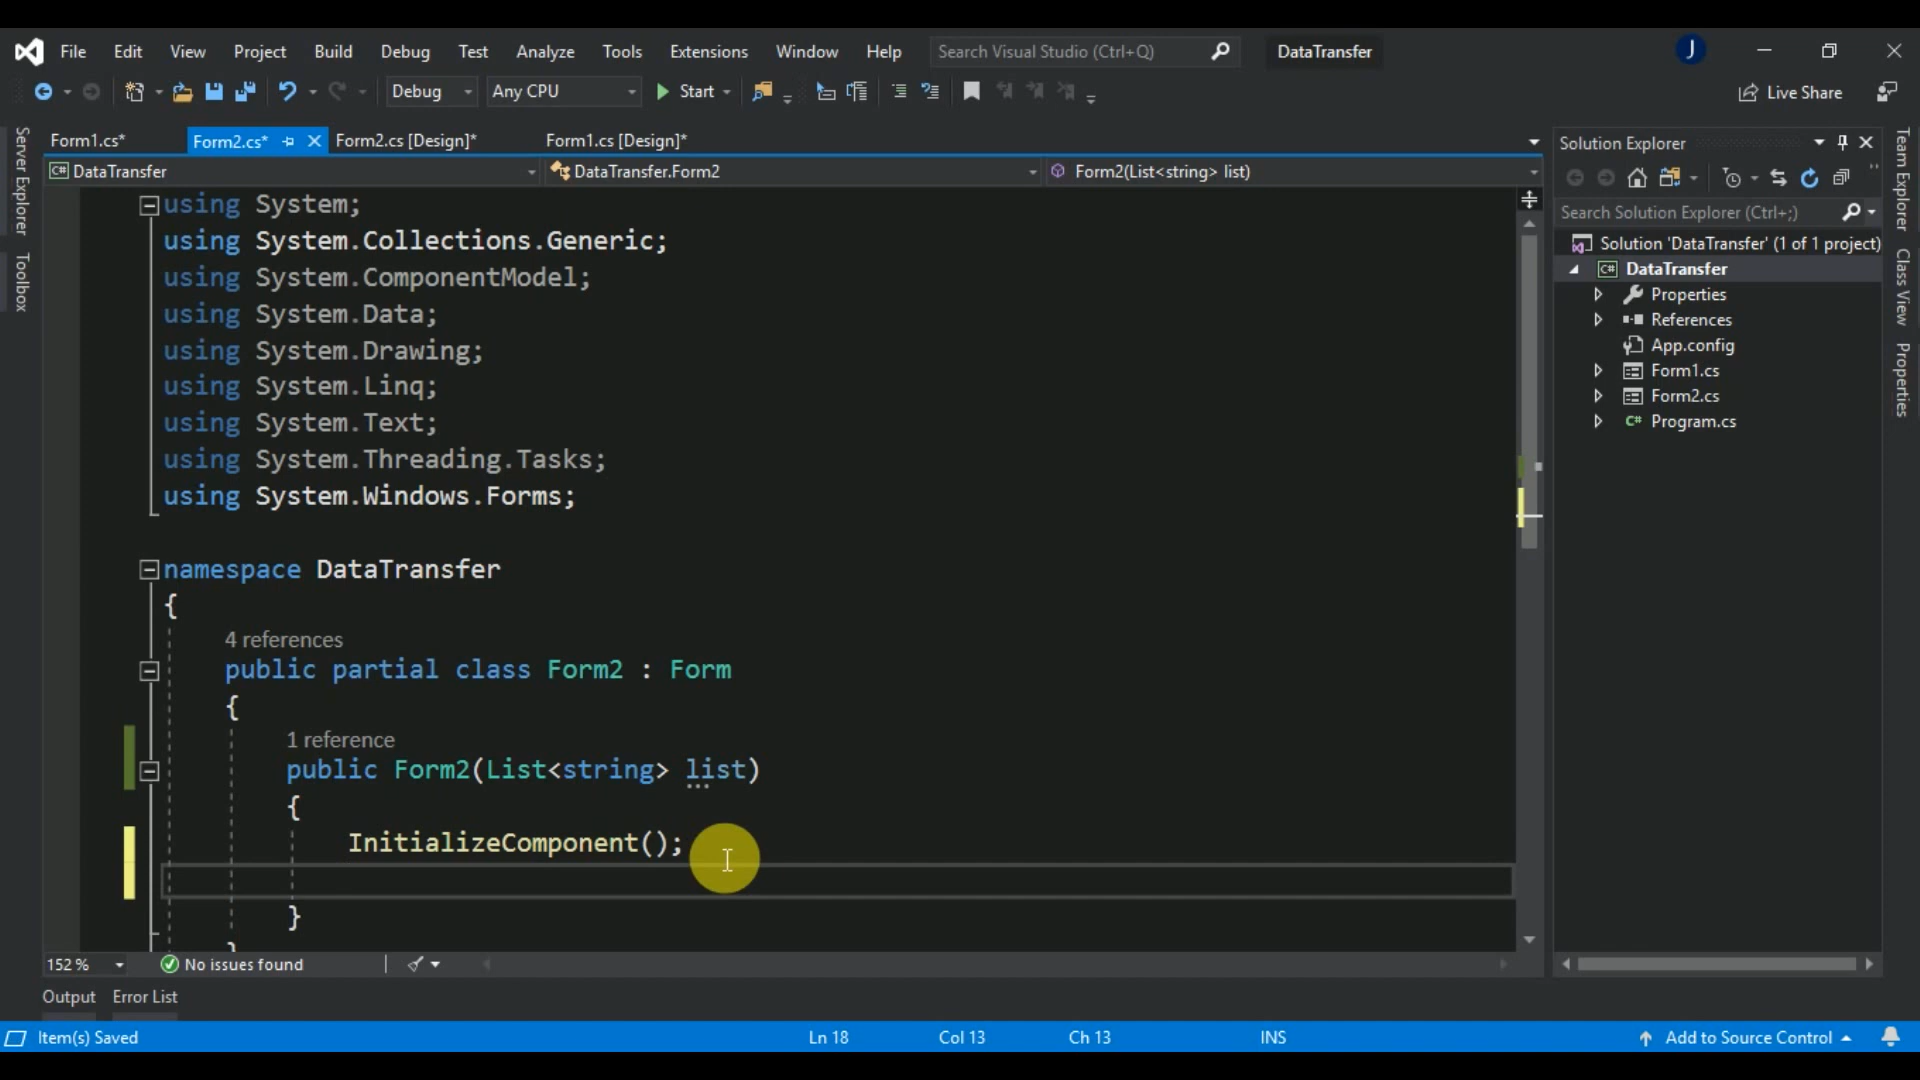 File Edit View Project Build Debug Test Analyze Tools Extensions Window Help Search Visual Studio (Ctrl+Q) DataTransfer J
Debug Any CPU Start Live Share
Form1.cs* Form2.cs* Form2.cs [Design]* Form1.cs [Design]*
C# DataTransfer DataTransfer.Form2 Form2(List<string> list)
Server Explorer
Toolbox
using System;
using System.Collections.Generic;
using System.ComponentModel;
using System.Data;
using System.Drawing;
using System.Linq;
using System.Text;
using System.Threading.Tasks;
using System.Windows.Forms;
namespace DataTransfer
{
4 references
public partial class Form2 : Form
{
1 reference
public Form2(List<string> list)
{
InitializeComponent();
}
}
152 % No issues found
Solution Explorer
Search Solution Explorer (Ctrl+;)
Solution 'DataTransfer' (1 of 1 project)
C# DataTransfer
Properties
References
App.config
Form1.cs
Form2.cs
C# Program.cs
Team Explorer
Class View
Properties
Output Error List
Item(s) Saved Ln 18 Col 13 Ch 13 INS Add to Source Control